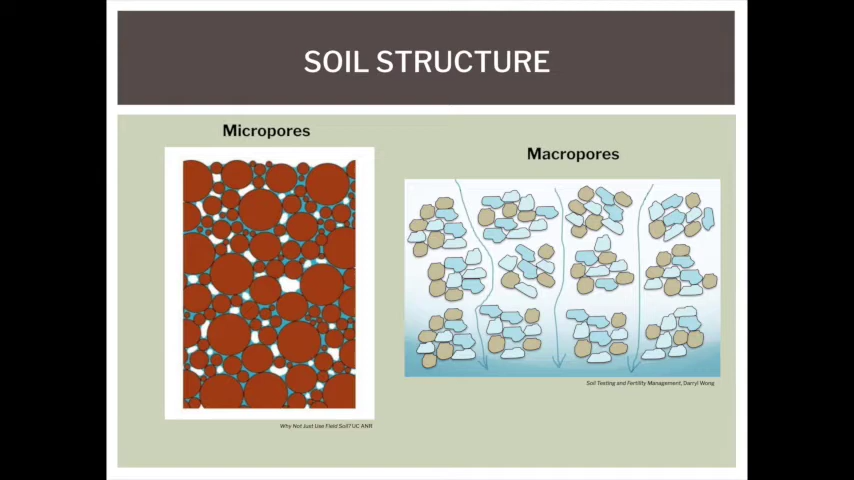 SOIL STRUCTURE
Micropores
Macropores
Soil Testing and Fertility Management, Darryl Wong
Why Not Just Use Field Soil? UC ANR